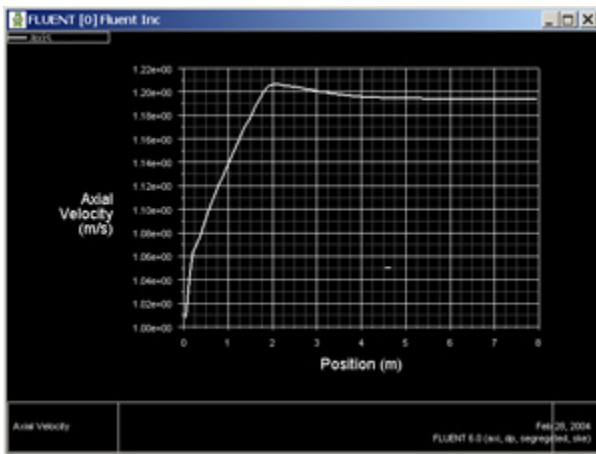 FLUENT [0] Fluent Inc
Axis
1.22e+00
1.20e+00
1.18e+00
1.16e+00
1.14e+00
1.12e+00
1.10e+00
1.08e+00
1.06e+00
1.04e+00
1.02e+00
1.00e+00
Axial
Velocity
(m/s)
0 1 2 3 4 5 6 7 8
Position (m)
Axial Velocity
Feb 28, 2004
FLUENT 6.0 (axi, dp, segregated, ske)